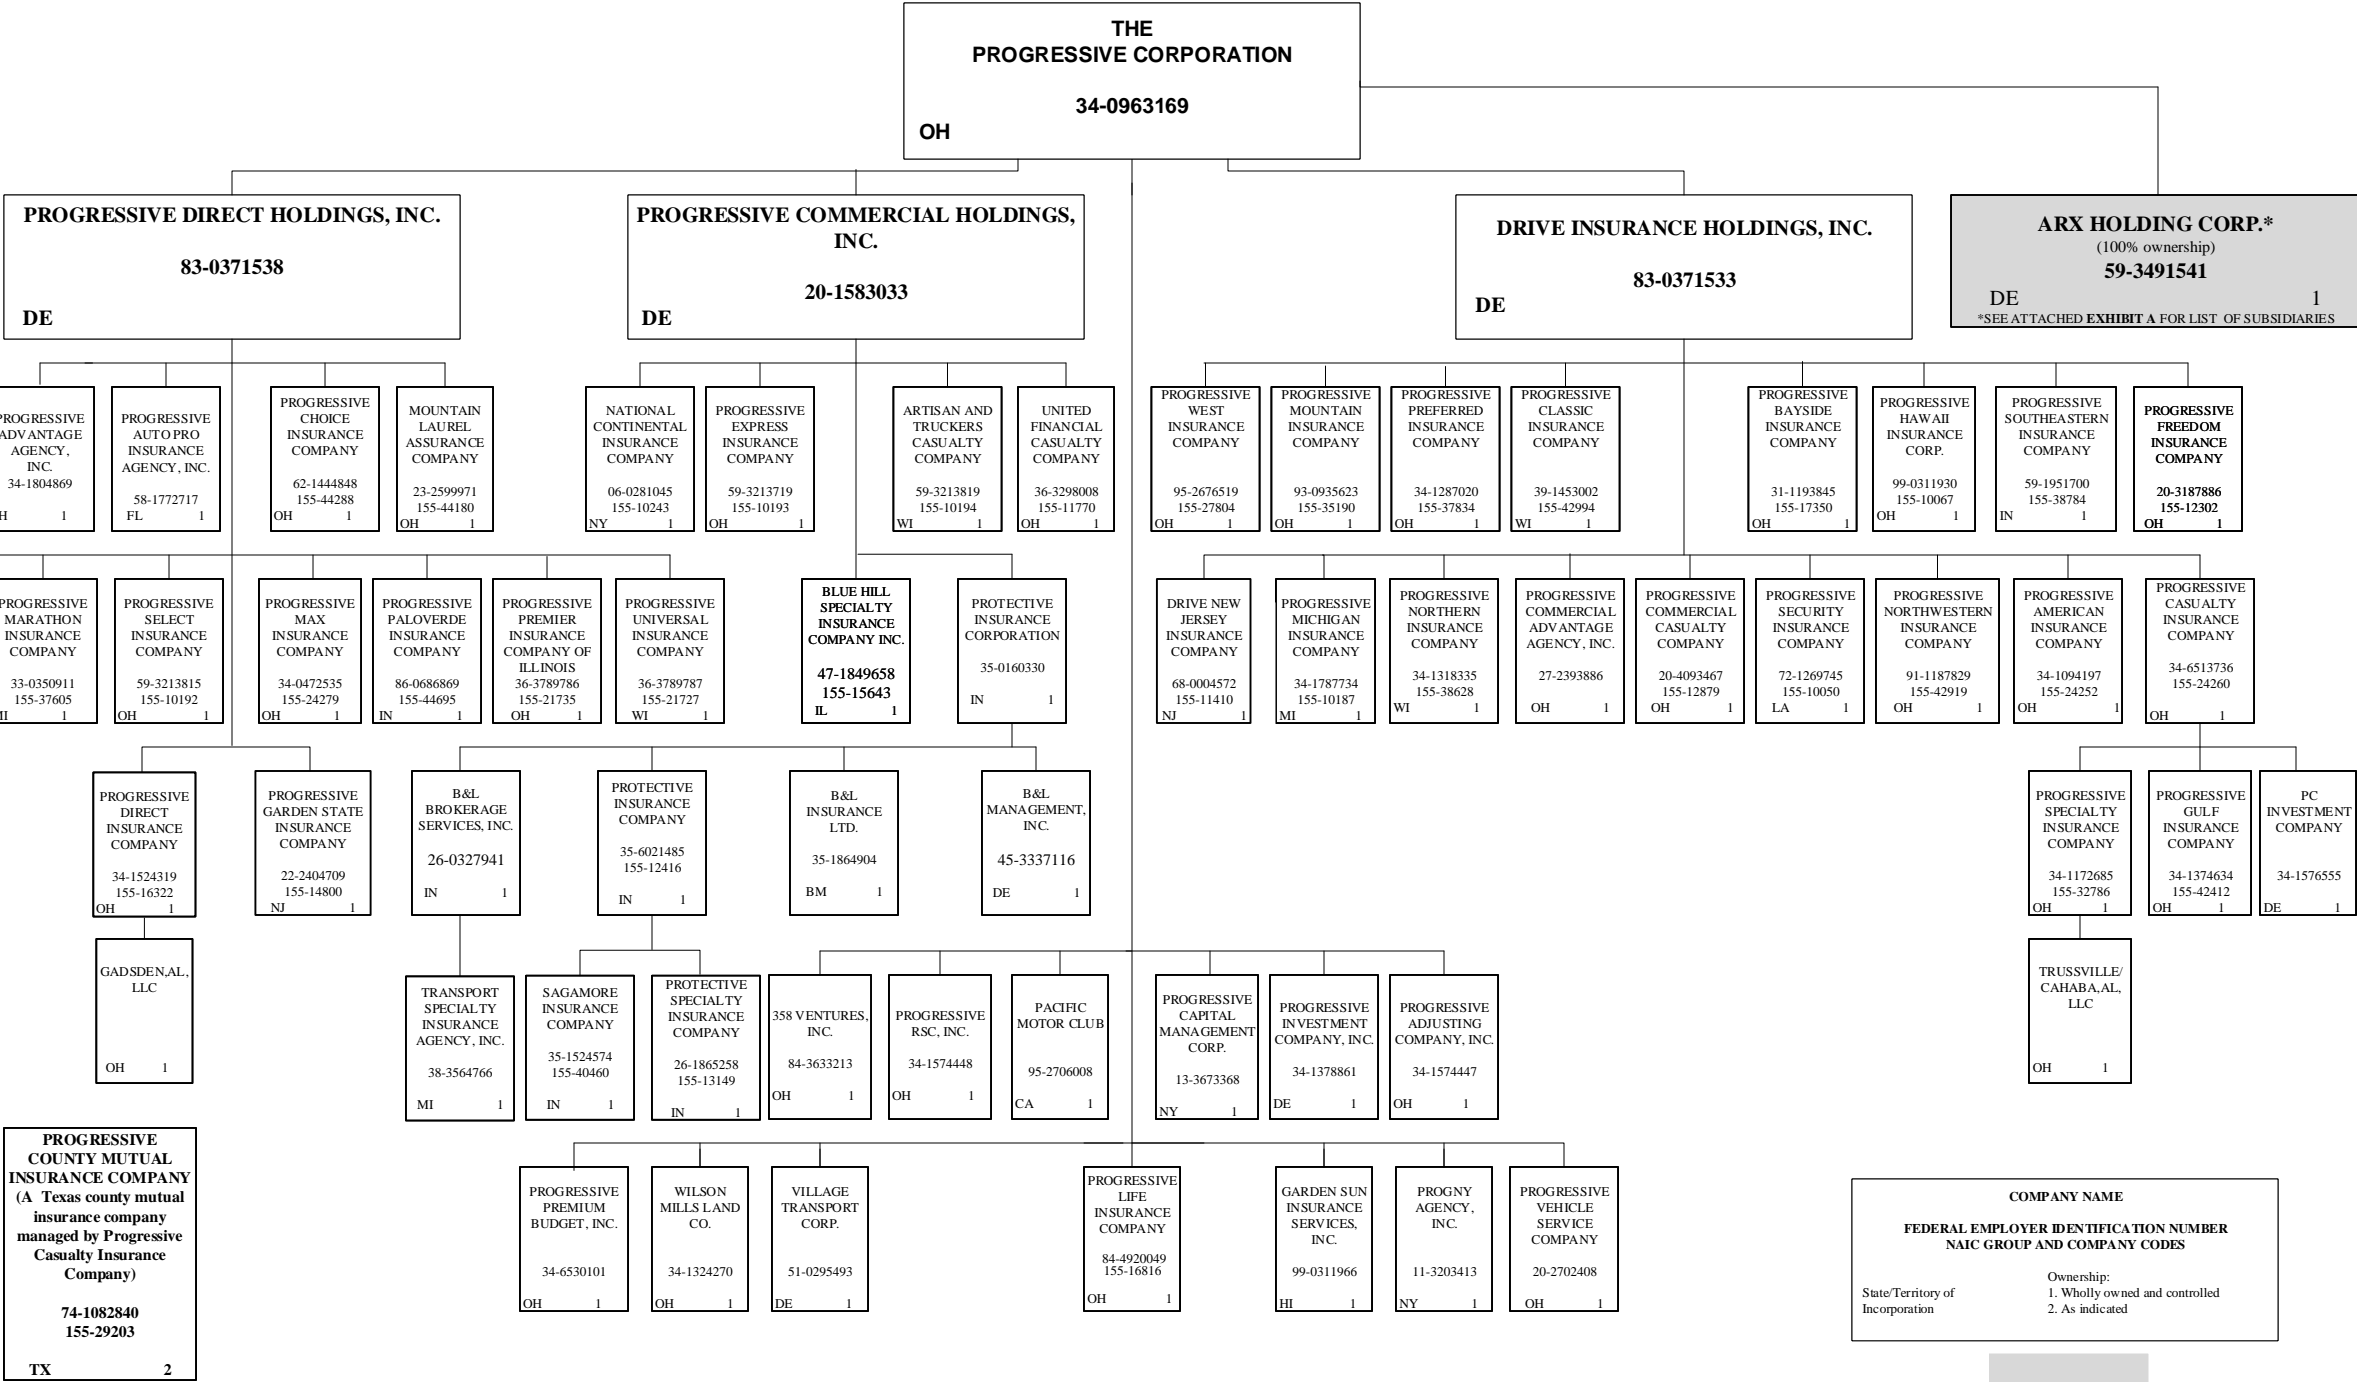 THE
PROGRESSIVE CORPORATION
34-0963169
OH
PROGRESSIVE DIRECT HOLDINGS, INC.
83-0371538
DE
PROGRESSIVE COMMERCIAL HOLDINGS,
INC.
20-1583033
DE
DRIVE INSURANCE HOLDINGS, INC.
83-0371533
DE
ARX HOLDING CORP.*
(100% ownership)
59-3491541
DE 1
*SEE ATTACHED EXHIBIT A FOR LIST OF SUBSIDIARIES
PROGRESSIVE
ADVANTAGE
AGENCY,
INC.
34-1804869
H 1
PROGRESSIVE
AUTO PRO
INSURANCE
AGENCY, INC.
58-1772717
FL 1
PROGRESSIVE
CHOICE
INSURANCE
COMPANY
62-1444848
155-44288
OH 1
MOUNTAIN
LAUREL
ASSURANCE
COMPANY
23-2599971
155-44180
OH 1
NATIONAL
CONTINENTAL
INSURANCE
COMPANY
06-0281045
155-10243
NY 1
PROGRESSIVE
EXPRESS
INSURANCE
COMPANY
59-3213719
155-10193
OH 1
ARTISAN AND
TRUCKERS
CASUALTY
COMPANY
59-3213819
155-10194
WI 1
UNITED
FINANCIAL
CASUALTY
COMPANY
36-3298008
155-11770
OH 1
PROGRESSIVE
WEST
INSURANCE
COMPANY
95-2676519
155-27804
OH 1
PROGRESSIVE
MOUNTAIN
INSURANCE
COMPANY
93-0935623
155-35190
OH 1
PROGRESSIVE
PREFERRED
INSURANCE
COMPANY
34-1287020
155-37834
OH 1
PROGRESSIVE
CLASSIC
INSURANCE
COMPANY
39-1453002
155-42994
WI 1
PROGRESSIVE
BAYSIDE
INSURANCE
COMPANY
31-1193845
155-17350
OH 1
PROGRESSIVE
HAWAII
INSURANCE
CORP.
99-0311930
155-10067
OH 1
PROGRESSIVE
SOUTHEASTERN
INSURANCE
COMPANY
59-1951700
155-38784
IN 1
PROGRESSIVE
FREEDOM
INSURANCE
COMPANY
20-3187886
155-12302
OH 1
PROGRESSIVE
MARATHON
INSURANCE
COMPANY
33-0350911
155-37605
MI 1
PROGRESSIVE
SELECT
INSURANCE
COMPANY
59-3213815
155-10192
OH 1
PROGRESSIVE
MAX
INSURANCE
COMPANY
34-0472535
155-24279
OH 1
PROGRESSIVE
PALOVERDE
INSURANCE
COMPANY
86-0686869
155-44695
IN 1
PROGRESSIVE
PREMIER
INSURANCE
COMPANY OF
ILLINOIS
36-3789786
155-21735
OH 1
PROGRESSIVE
UNIVERSAL
INSURANCE
COMPANY
36-3789787
155-21727
WI 1
BLUE HILL
SPECIALTY
INSURANCE
COMPANY INC.
47-1849658
155-15643
IL 1
PROTECTIVE
INSURANCE
CORPORATION
35-0160330
IN 1
DRIVE NEW
JERSEY
INSURANCE
COMPANY
68-0004572
155-11410
NJ 1
PROGRESSIVE
MICHIGAN
INSURANCE
COMPANY
34-1787734
155-10187
MI 1
PROGRESSIVE
NORTHERN
INSURANCE
COMPANY
34-1318335
155-38628
WI 1
PROGRESSIVE
COMMERCIAL
ADVANTAGE
AGENCY, INC.
27-2393886
OH 1
PROGRESSIVE
COMMERCIAL
CASUALTY
COMPANY
20-4093467
155-12879
OH 1
PROGRESSIVE
SECURITY
INSURANCE
COMPANY
72-1269745
155-10050
LA 1
PROGRESSIVE
NORTHWESTERN
INSURANCE
COMPANY
91-1187829
155-42919
OH 1
PROGRESSIVE
AMERICAN
INSURANCE
COMPANY
34-1094197
155-24252
OH 1
PROGRESSIVE
CASUALTY
INSURANCE
COMPANY
34-6513736
155-24260
OH 1
PROGRESSIVE
DIRECT
INSURANCE
COMPANY
34-1524319
155-16322
OH 1
PROGRESSIVE
GARDEN STATE
INSURANCE
COMPANY
22-2404709
155-14800
NJ 1
B&L
BROKERAGE
SERVICES, INC.
26-0327941
IN 1
PROTECTIVE
INSURANCE
COMPANY
35-6021485
155-12416
IN 1
B&L
INSURANCE
LTD.
35-1864904
BM 1
B&L
MANAGEMENT,
INC.
45-3337116
DE 1
PROGRESSIVE
SPECIALTY
INSURANCE
COMPANY
34-1172685
155-32786
OH 1
PROGRESSIVE
GULF
INSURANCE
COMPANY
34-1374634
155-42412
OH 1
PC
INVESTMENT
COMPANY
34-1576555
DE 1
GADSDEN,AL,
LLC
OH 1
TRANSPORT
SPECIALTY
INSURANCE
AGENCY, INC.
38-3564766
MI 1
SAGAMORE
INSURANCE
COMPANY
35-1524574
155-40460
IN 1
PROTECTIVE
SPECIALTY
INSURANCE
COMPANY
26-1865258
155-13149
IN 1
358 VENTURES,
INC.
84-3633213
OH 1
PROGRESSIVE
RSC, INC.
34-1574448
OH 1
PACIFIC
MOTOR CLUB
95-2706008
CA 1
PROGRESSIVE
CAPITAL
MANAGEMENT
CORP.
13-3673368
NY 1
PROGRESSIVE
INVESTMENT
COMPANY, INC.
34-1378861
DE 1
PROGRESSIVE
ADJUSTING
COMPANY, INC.
34-1574447
OH 1
TRUSSVILLE/
CAHABA,AL,
LLC
OH 1
PROGRESSIVE
COUNTY MUTUAL
INSURANCE COMPANY
(A Texas county mutual
insurance company
managed by Progressive
Casualty Insurance
Company)
74-1082840
155-29203
TX 2
PROGRESSIVE
PREMIUM
BUDGET, INC.
34-6530101
OH 1
WILSON
MILLS LAND
CO.
34-1324270
OH 1
VILLAGE
TRANSPORT
CORP.
51-0295493
DE 1
PROGRESSIVE
LIFE
INSURANCE
COMPANY
84-4920049
155-16816
OH 1
GARDEN SUN
INSURANCE
SERVICES,
INC.
99-0311966
HI 1
PROGNY
AGENCY,
INC.
11-3203413
NY 1
PROGRESSIVE
VEHICLE
SERVICE
COMPANY
20-2702408
OH 1
COMPANY NAME
FEDERAL EMPLOYER IDENTIFICATION NUMBER
NAIC GROUP AND COMPANY CODES
Ownership:
State/Territory of 1. Wholly owned and controlled
Incorporation 2. As indicated